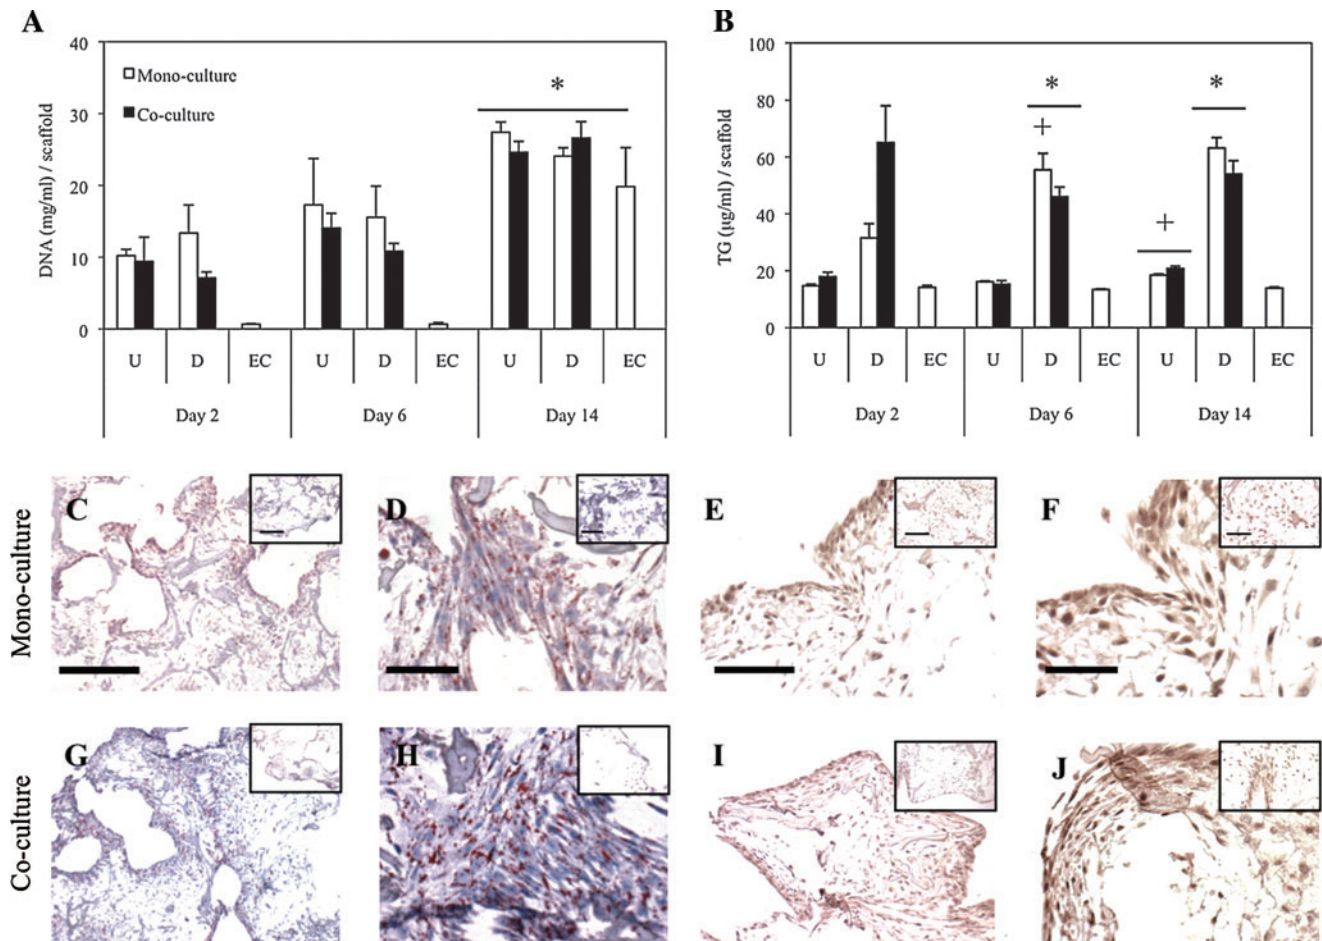 A
B
40
30
20
10
0
DNA (mg/ml) / scaffold
Mono-culture
Co-culture
*
U D EC U D EC U D EC
Day 2 Day 6 Day 14
100
80
60
40
20
0
TG (µg/ml) / scaffold
* *
+
+
U D EC U D EC U D EC
Day 2 Day 6 Day 14
Mono-culture
C D E F
Co-culture
G H I J